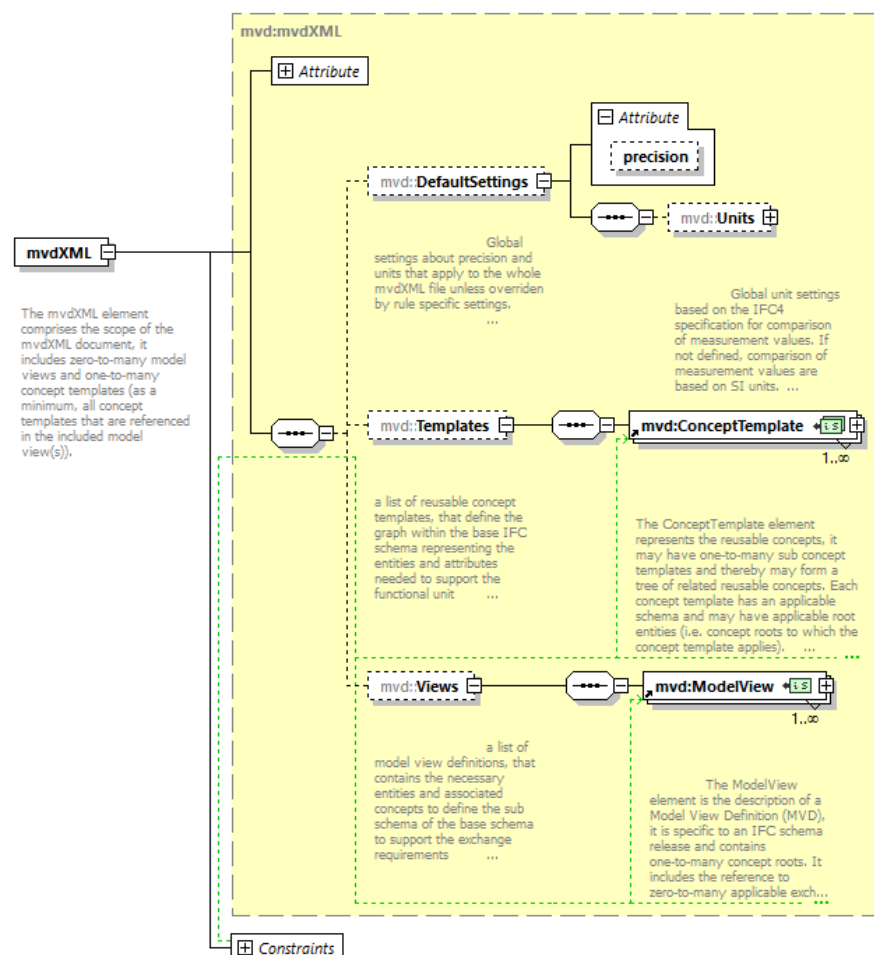 mvd:mvdXML
Attribute
Attribute
precision
mvd::DefaultSettings
mvd::Units
Global
settings about precision and
units that apply to the whole
mvdXML file unless overriden
by rule specific settings.
...
mvdXML
Global unit settings
based on the IFC4
specification for comparison
of measurement values. If
not defined, comparison of
measurement values are
based on SI units. ...
The mvdXML element
comprises the scope of the
mvdXML document, it
includes zero-to-many model
views and one-to-many
concept templates (as a
minimum, all concept
templates that are referenced
in the included model
view(s)).
mvd::Templates
mvd:ConceptTemplate
is
1..∞
a list of reusable concept
templates, that define the
graph within the base IFC
schema representing the
entities and attributes
needed to support the
functional unit ...
The ConceptTemplate element
represents the reusable concepts, it
may have one-to-many sub concept
templates and thereby may form a
tree of related reusable concepts. Each
concept template has an applicable
schema and may have applicable root
entities (i.e. concept roots to which the
concept template applies). ...
...
mvd::Views
mvd:ModelView
is
1..∞
a list of
model view definitions, that
contains the necessary
entities and associated
concepts to define the sub
schema of the base schema
to support the exchange
requirements ...
The ModelView
element is the description of a
Model View Definition (MVD),
it is specific to an IFC schema
release and contains
one-to-many concept roots. It
includes the reference to
zero-to-many applicable exch...
...
Constraints